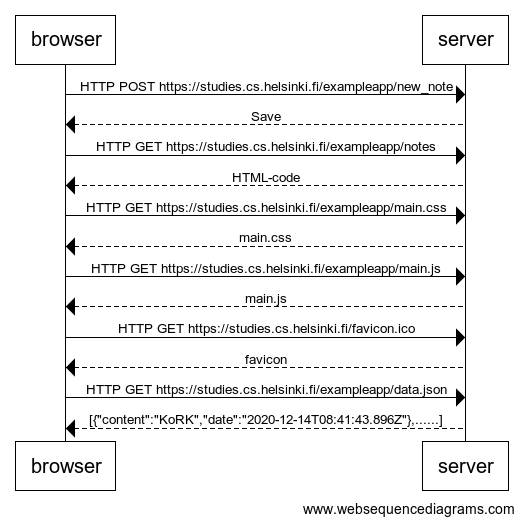 browser server
HTTP POST https://studies.cs.helsinki.fi/exampleapp/new_note
Save
HTTP GET https://studies.cs.helsinki.fi/exampleapp/notes
HTML-code
HTTP GET https://studies.cs.helsinki.fi/exampleapp/main.css
main.css
HTTP GET https://studies.cs.helsinki.fi/exampleapp/main.js
main.js
HTTP GET https://studies.cs.helsinki.fi/favicon.ico
favicon
HTTP GET https://studies.cs.helsinki.fi/exampleapp/data.json
[{"content":"KoRK","date":"2020-12-14T08:41:43.896Z"},......]
browser server
www.websequencediagrams.com